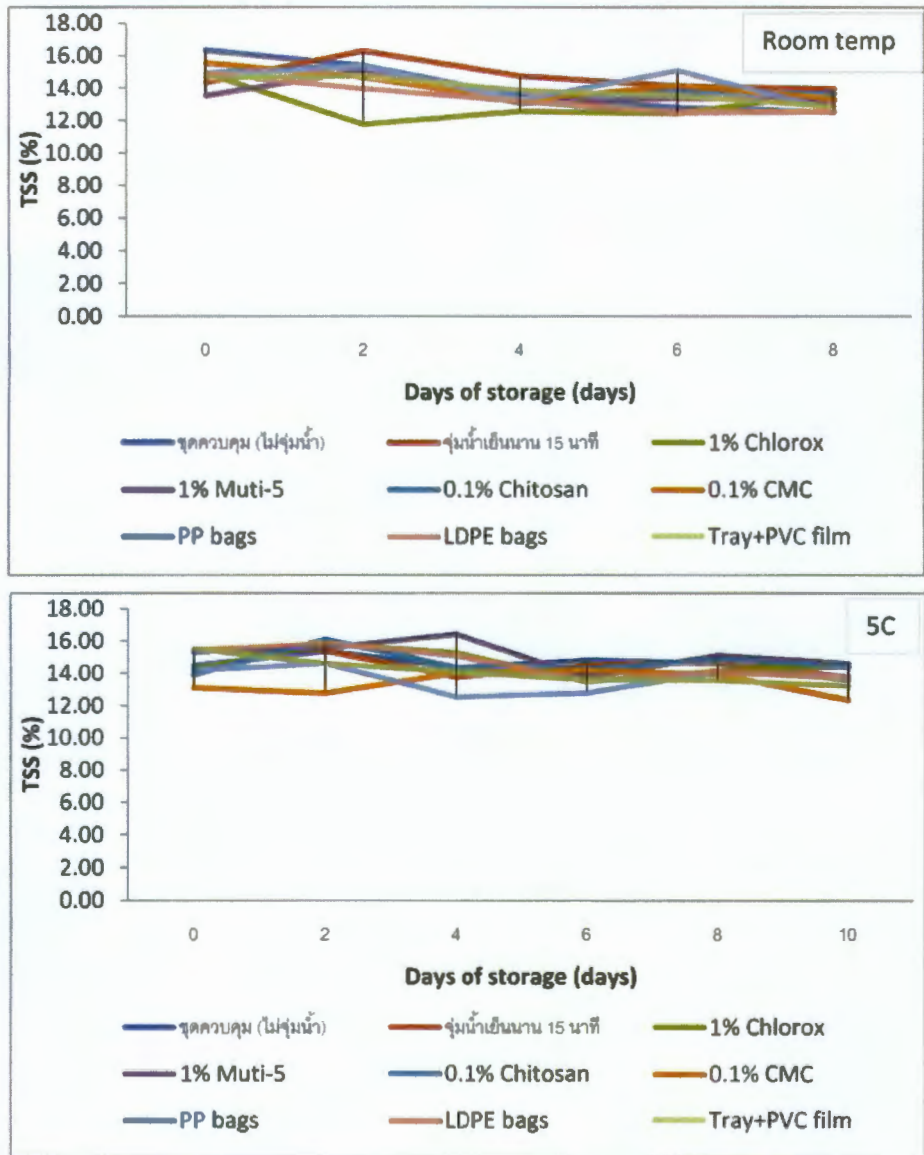 Room temp
18.00
16.00
14.00
12.00
10.00
8.00
6.00
4.00
2.00
0.00
TSS (%)
0 2 4 6 8
Days of storage (days)
ชุดควบคุม (ไม่จุ่มน้ำ) จุ่มน้ำเย็นนาน 15 นาที 1% Chlorox
1% Muti-5 0.1% Chitosan 0.1% CMC
PP bags LDPE bags Tray+PVC film
5C
18.00
16.00
14.00
12.00
10.00
8.00
6.00
4.00
2.00
0.00
TSS (%)
0 2 4 6 8 10
Days of storage (days)
ชุดควบคุม (ไม่จุ่มน้ำ) จุ่มน้ำเย็นนาน 15 นาที 1% Chlorox
1% Muti-5 0.1% Chitosan 0.1% CMC
PP bags LDPE bags Tray+PVC film